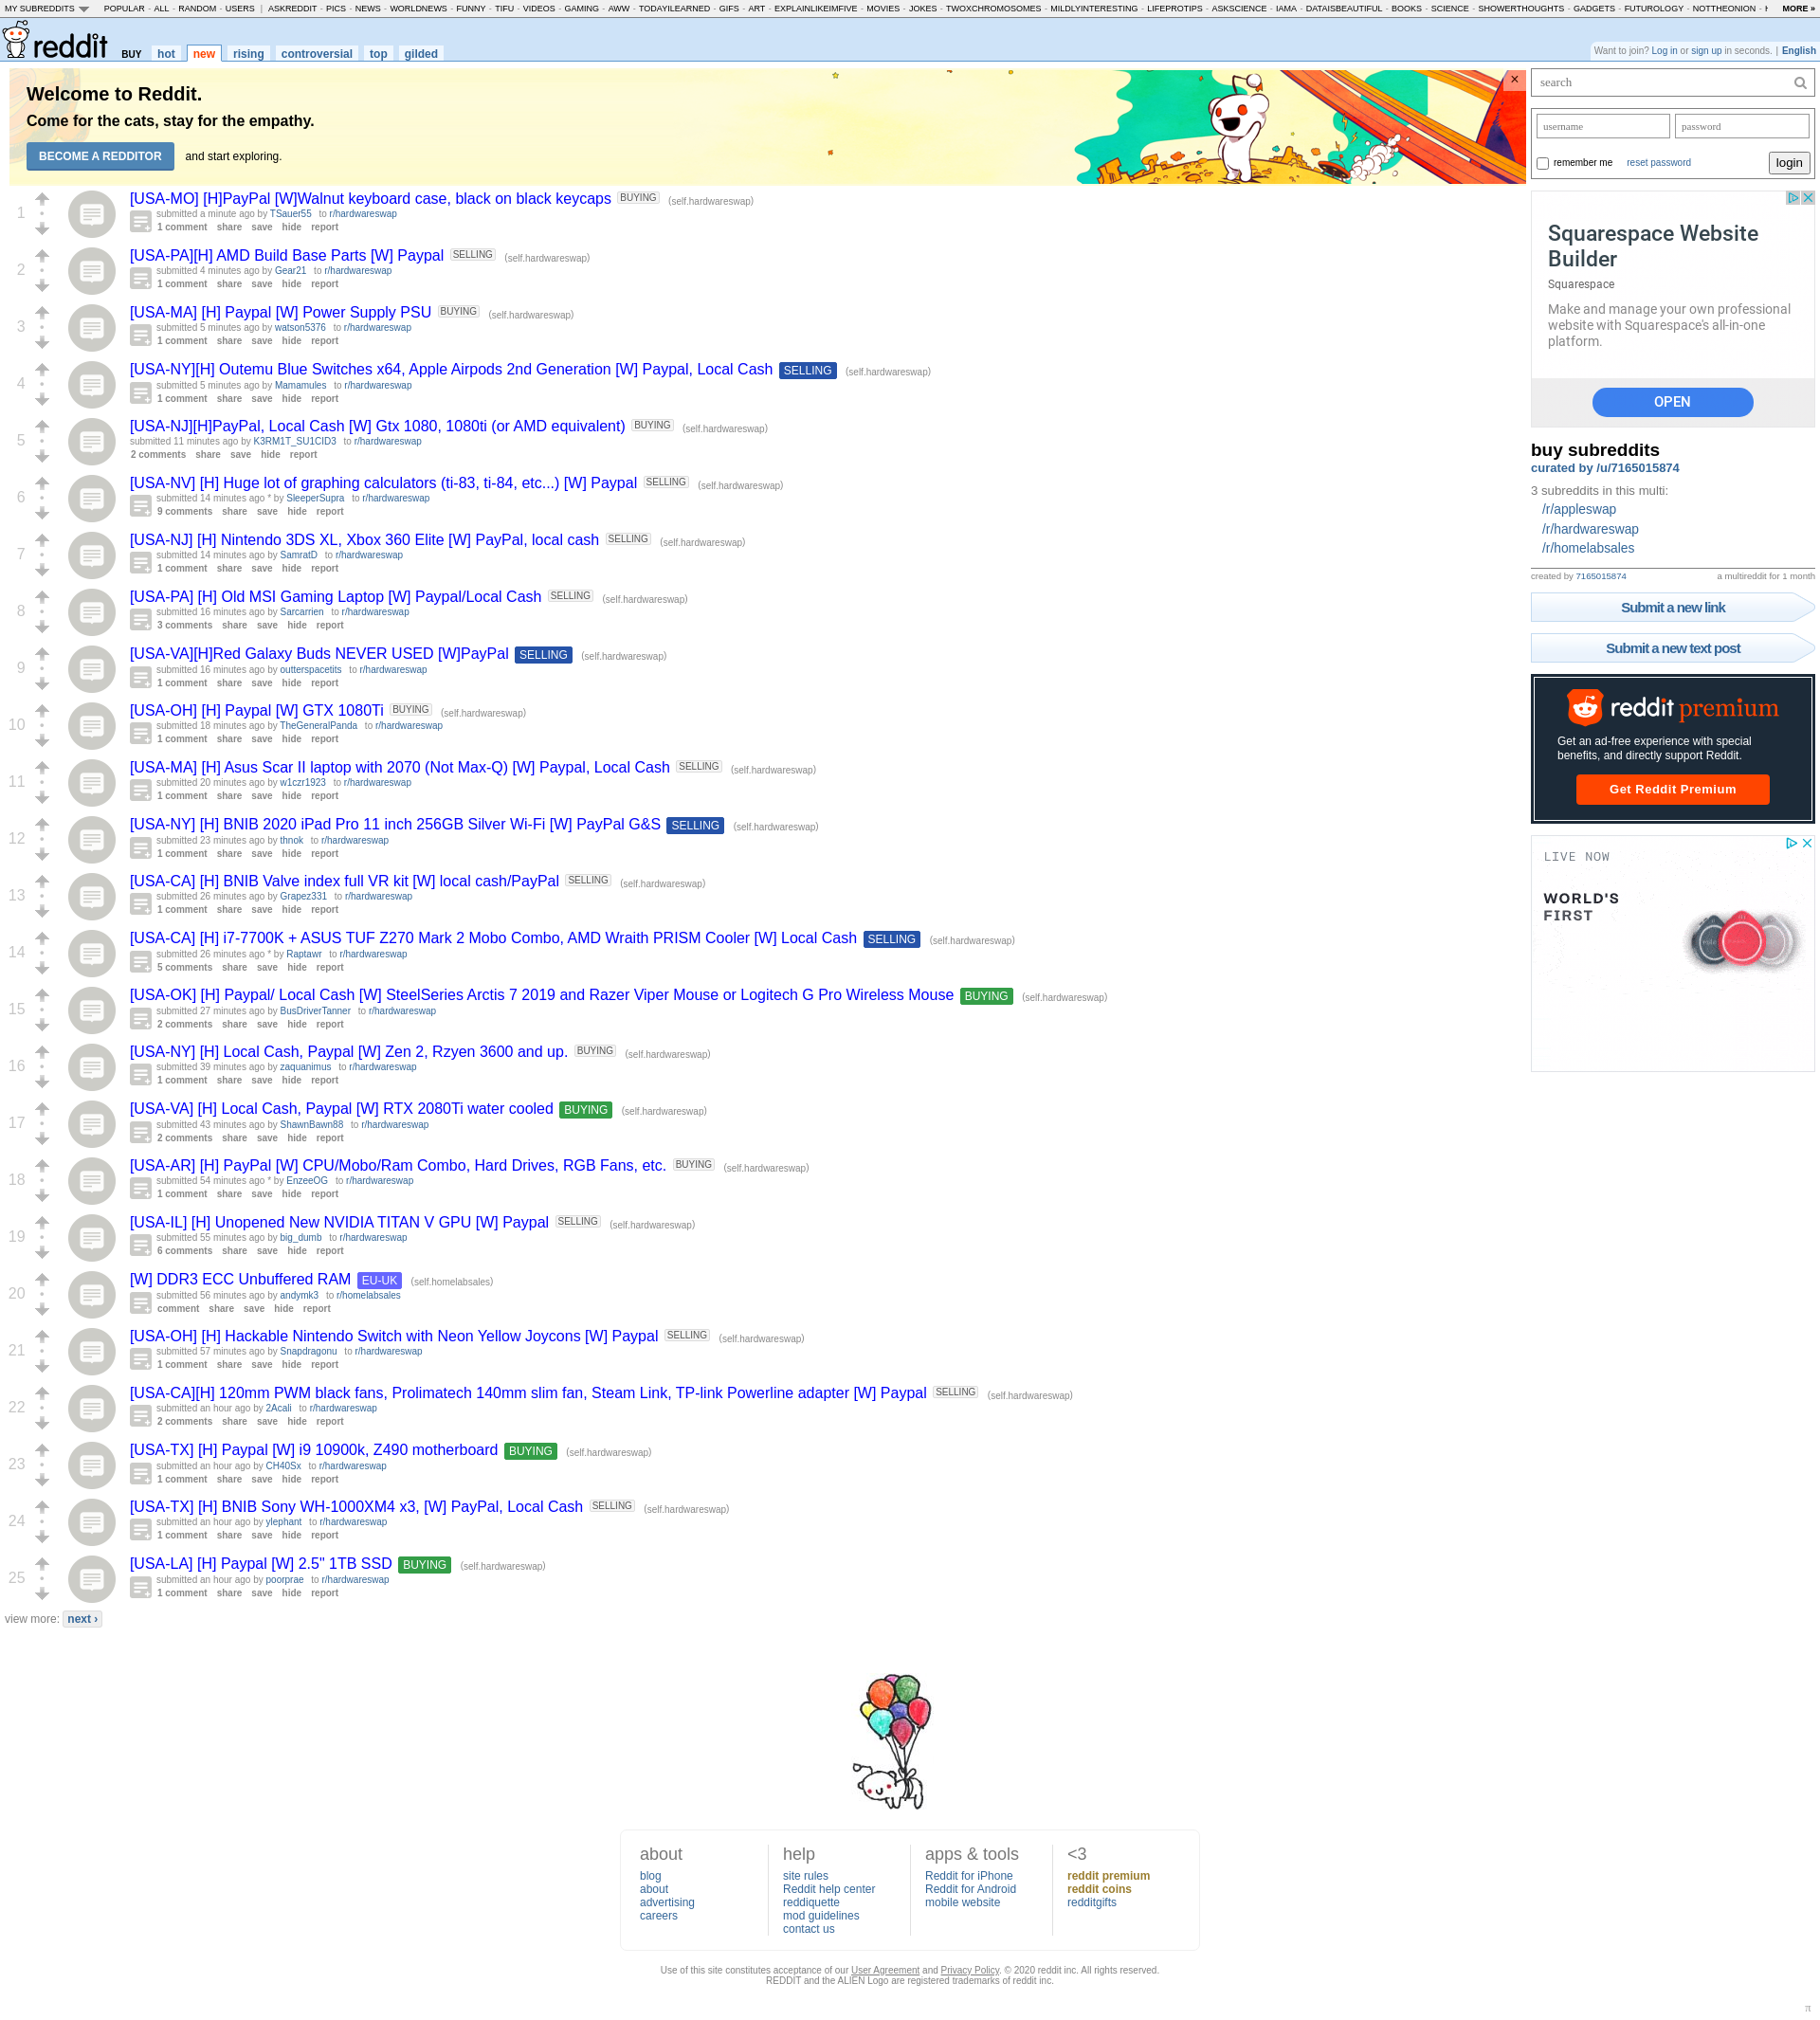 MY SUBREDDITS POPULAR - ALL - RANDOM - USERS | ASKREDDIT - PICS - NEWS - WORLDNEWS - FUNNY - TIFU - VIDEOS - GAMING - AWW - TODAYILEARNED - GIFS - ART - EXPLAINLIKEIMFIVE - MOVIES - JOKES - TWOXCHROMOSOMES - MILDLYINTERESTING - LIFEPROTIPS - ASKSCIENCE - IAMA - DATAISBEAUTIFUL - BOOKS - SCIENCE - SHOWERTHOUGHTS - GADGETS - FUTUROLOGY - NOTTHEONION - MORE »
reddit BUY hot new rising controversial top gilded
Want to join? Log in or sign up in seconds. | English
Welcome to Reddit.
Come for the cats, stay for the empathy.
BECOME A REDDITOR and start exploring.
×
1
[USA-MO] [H]PayPal [W]Walnut keyboard case, black on black keycaps BUYING (self.hardwareswap)
submitted a minute ago by TSauer55 to r/hardwareswap
1 comment share save hide report
2
[USA-PA][H] AMD Build Base Parts [W] Paypal SELLING (self.hardwareswap)
submitted 4 minutes ago by Gear21 to r/hardwareswap
1 comment share save hide report
3
[USA-MA] [H] Paypal [W] Power Supply PSU BUYING (self.hardwareswap)
submitted 5 minutes ago by watson5376 to r/hardwareswap
1 comment share save hide report
4
[USA-NY][H] Outemu Blue Switches x64, Apple Airpods 2nd Generation [W] Paypal, Local Cash SELLING (self.hardwareswap)
submitted 5 minutes ago by Mamamules to r/hardwareswap
1 comment share save hide report
5
[USA-NJ][H]PayPal, Local Cash [W] Gtx 1080, 1080ti (or AMD equivalent) BUYING (self.hardwareswap)
submitted 11 minutes ago by K3RM1T_SU1CID3 to r/hardwareswap
2 comments share save hide report
6
[USA-NV] [H] Huge lot of graphing calculators (ti-83, ti-84, etc...) [W] Paypal SELLING (self.hardwareswap)
submitted 14 minutes ago * by SleeperSupra to r/hardwareswap
9 comments share save hide report
7
[USA-NJ] [H] Nintendo 3DS XL, Xbox 360 Elite [W] PayPal, local cash SELLING (self.hardwareswap)
submitted 14 minutes ago by SamratD to r/hardwareswap
1 comment share save hide report
8
[USA-PA] [H] Old MSI Gaming Laptop [W] Paypal/Local Cash SELLING (self.hardwareswap)
submitted 16 minutes ago by Sarcarrien to r/hardwareswap
3 comments share save hide report
9
[USA-VA][H]Red Galaxy Buds NEVER USED [W]PayPal SELLING (self.hardwareswap)
submitted 16 minutes ago by outterspacetits to r/hardwareswap
1 comment share save hide report
10
[USA-OH] [H] Paypal [W] GTX 1080Ti BUYING (self.hardwareswap)
submitted 18 minutes ago by TheGeneralPanda to r/hardwareswap
1 comment share save hide report
11
[USA-MA] [H] Asus Scar II laptop with 2070 (Not Max-Q) [W] Paypal, Local Cash SELLING (self.hardwareswap)
submitted 20 minutes ago by w1czr1923 to r/hardwareswap
1 comment share save hide report
12
[USA-NY] [H] BNIB 2020 iPad Pro 11 inch 256GB Silver Wi-Fi [W] PayPal G&S SELLING (self.hardwareswap)
submitted 23 minutes ago by thnok to r/hardwareswap
1 comment share save hide report
13
[USA-CA] [H] BNIB Valve index full VR kit [W] local cash/PayPal SELLING (self.hardwareswap)
submitted 26 minutes ago by Grapez331 to r/hardwareswap
1 comment share save hide report
14
[USA-CA] [H] i7-7700K + ASUS TUF Z270 Mark 2 Mobo Combo, AMD Wraith PRISM Cooler [W] Local Cash SELLING (self.hardwareswap)
submitted 26 minutes ago * by Raptawr to r/hardwareswap
5 comments share save hide report
15
[USA-OK] [H] Paypal/ Local Cash [W] SteelSeries Arctis 7 2019 and Razer Viper Mouse or Logitech G Pro Wireless Mouse BUYING (self.hardwareswap)
submitted 27 minutes ago by BusDriverTanner to r/hardwareswap
2 comments share save hide report
16
[USA-NY] [H] Local Cash, Paypal [W] Zen 2, Rzyen 3600 and up. BUYING (self.hardwareswap)
submitted 39 minutes ago by zaquanimus to r/hardwareswap
1 comment share save hide report
17
[USA-VA] [H] Local Cash, Paypal [W] RTX 2080Ti water cooled BUYING (self.hardwareswap)
submitted 43 minutes ago by ShawnBawn88 to r/hardwareswap
2 comments share save hide report
18
[USA-AR] [H] PayPal [W] CPU/Mobo/Ram Combo, Hard Drives, RGB Fans, etc. BUYING (self.hardwareswap)
submitted 54 minutes ago * by EnzeeOG to r/hardwareswap
1 comment share save hide report
19
[USA-IL] [H] Unopened New NVIDIA TITAN V GPU [W] Paypal SELLING (self.hardwareswap)
submitted 55 minutes ago by big_dumb to r/hardwareswap
6 comments share save hide report
20
[W] DDR3 ECC Unbuffered RAM EU-UK (self.homelabsales)
submitted 56 minutes ago by andymk3 to r/homelabsales
comment share save hide report
21
[USA-OH] [H] Hackable Nintendo Switch with Neon Yellow Joycons [W] Paypal SELLING (self.hardwareswap)
submitted 57 minutes ago by Snapdragonu to r/hardwareswap
1 comment share save hide report
22
[USA-CA][H] 120mm PWM black fans, Prolimatech 140mm slim fan, Steam Link, TP-link Powerline adapter [W] Paypal SELLING (self.hardwareswap)
submitted an hour ago by 2Acali to r/hardwareswap
2 comments share save hide report
23
[USA-TX] [H] Paypal [W] i9 10900k, Z490 motherboard BUYING (self.hardwareswap)
submitted an hour ago by CH40Sx to r/hardwareswap
1 comment share save hide report
24
[USA-TX] [H] BNIB Sony WH-1000XM4 x3, [W] PayPal, Local Cash SELLING (self.hardwareswap)
submitted an hour ago by ylephant to r/hardwareswap
1 comment share save hide report
25
[USA-LA] [H] Paypal [W] 2.5" 1TB SSD BUYING (self.hardwareswap)
submitted an hour ago by poorprae to r/hardwareswap
1 comment share save hide report
view more: next ›
search
username password
remember me reset password login
Squarespace Website
Builder
Squarespace
Make and manage your own professional
website with Squarespace's all-in-one
platform.
OPEN
buy subreddits
curated by /u/7165015874
3 subreddits in this multi:
/r/appleswap
/r/hardwareswap
/r/homelabsales
created by 7165015874 a multireddit for 1 month
Submit a new link
Submit a new text post
reddit premium
Get an ad-free experience with special
benefits, and directly support Reddit.
Get Reddit Premium
LIVE NOW
WORLD'S
FIRST
about
blog
about
advertising
careers
help
site rules
Reddit help center
reddiquette
mod guidelines
contact us
apps & tools
Reddit for iPhone
Reddit for Android
mobile website
<3
reddit premium
reddit coins
redditgifts
Use of this site constitutes acceptance of our User Agreement and Privacy Policy. © 2020 reddit inc. All rights reserved.
REDDIT and the ALIEN Logo are registered trademarks of reddit inc.
π